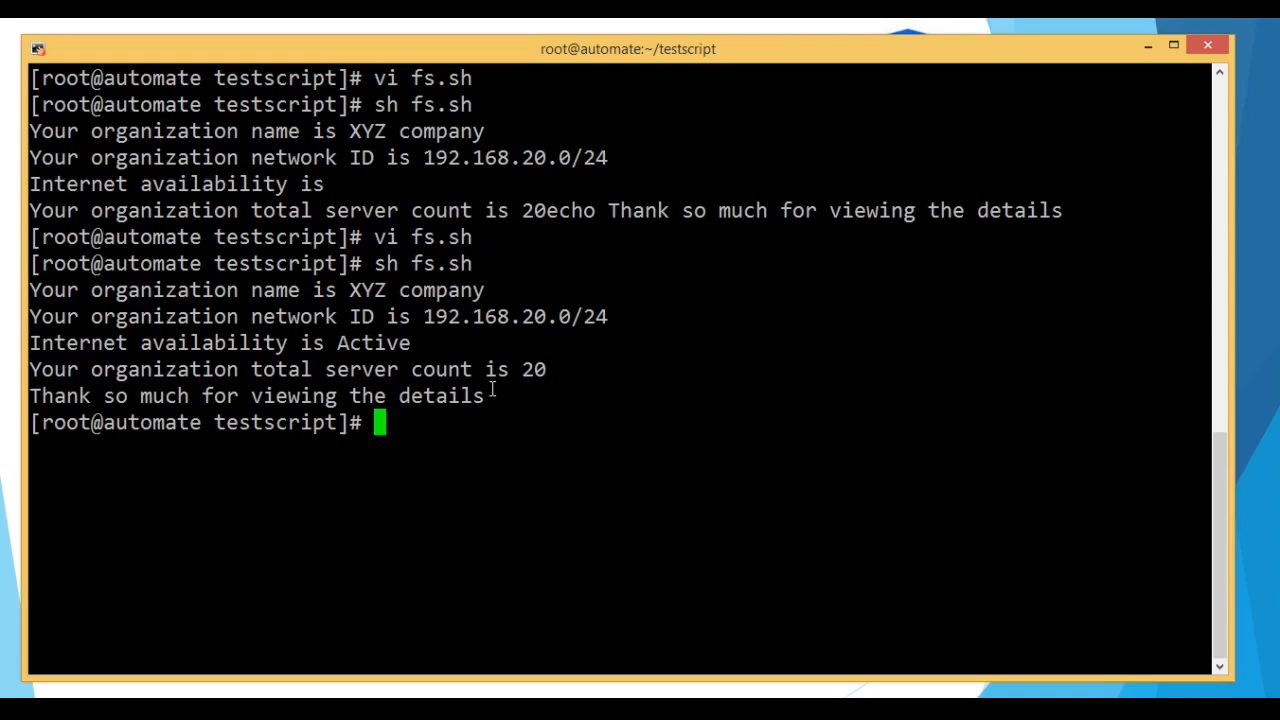 root@automate:~/testscript
[root@automate testscript]# vi fs.sh
[root@automate testscript]# sh fs.sh
Your organization name is XYZ company
Your organization network ID is 192.168.20.0/24
Internet availability is
Your organization total server count is 20echo Thank so much for viewing the details
[root@automate testscript]# vi fs.sh
[root@automate testscript]# sh fs.sh
Your organization name is XYZ company
Your organization network ID is 192.168.20.0/24
Internet availability is Active
Your organization total server count is 20
Thank so much for viewing the details
[root@automate testscript]#